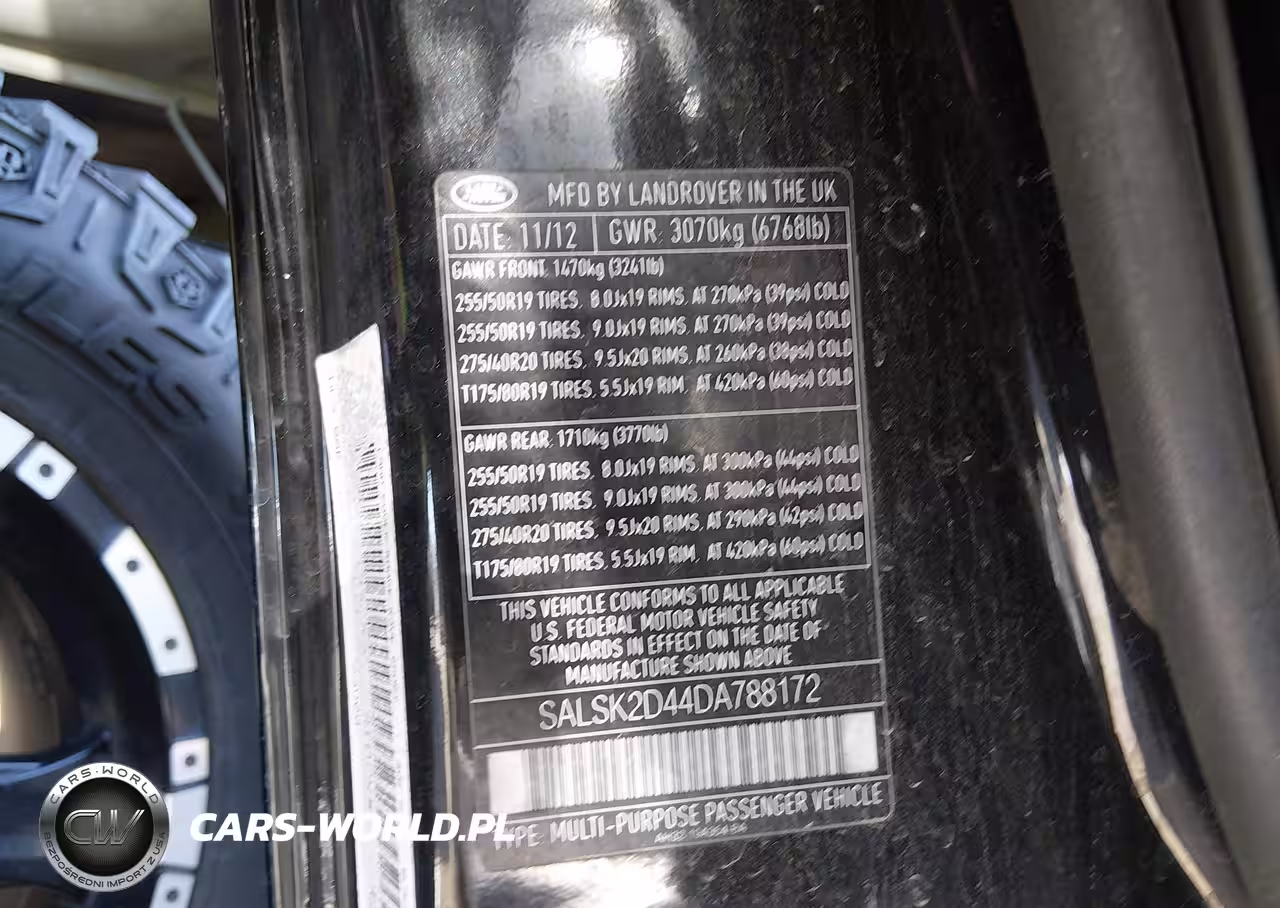 MFD BY LANDROVER IN THE UK
DATE: 11/12 GWR: 3070kg (6768lb)
GAWR FRONT: 1470kg (3241lb)
255/50R19 TIRES, 8.0Jx19 RIMS, AT 270kPa (39psi) COLD
255/50R19 TIRES, 9.0Jx19 RIMS, AT 270kPa (39psi) COLD
275/40R20 TIRES, 9.5Jx20 RIMS, AT 260kPa (38psi) COLD
T175/80R19 TIRES, 5.5Jx19 RIM, AT 420kPa (60psi) COLD
GAWR REAR: 1710kg (3770lb)
255/50R19 TIRES, 8.0Jx19 RIMS, AT 300kPa (44psi) COLD
255/50R19 TIRES, 9.0Jx19 RIMS, AT 300kPa (44psi) COLD
275/40R20 TIRES, 9.5Jx20 RIMS, AT 290kPa (42psi) COLD
T175/80R19 TIRES, 5.5Jx19 RIM, AT 420kPa (60psi) COLD
THIS VEHICLE CONFORMS TO ALL APPLICABLE
U.S. FEDERAL MOTOR VEHICLE SAFETY
STANDARDS IN EFFECT ON THE DATE OF
MANUFACTURE SHOWN ABOVE
SALSK2D44DA788172
TYPE: MULTI-PURPOSE PASSENGER VEHICLE
CARS-WORLD
CW
BEZPOŚREDNI IMPORT Z USA
CARS-WORLD.PL